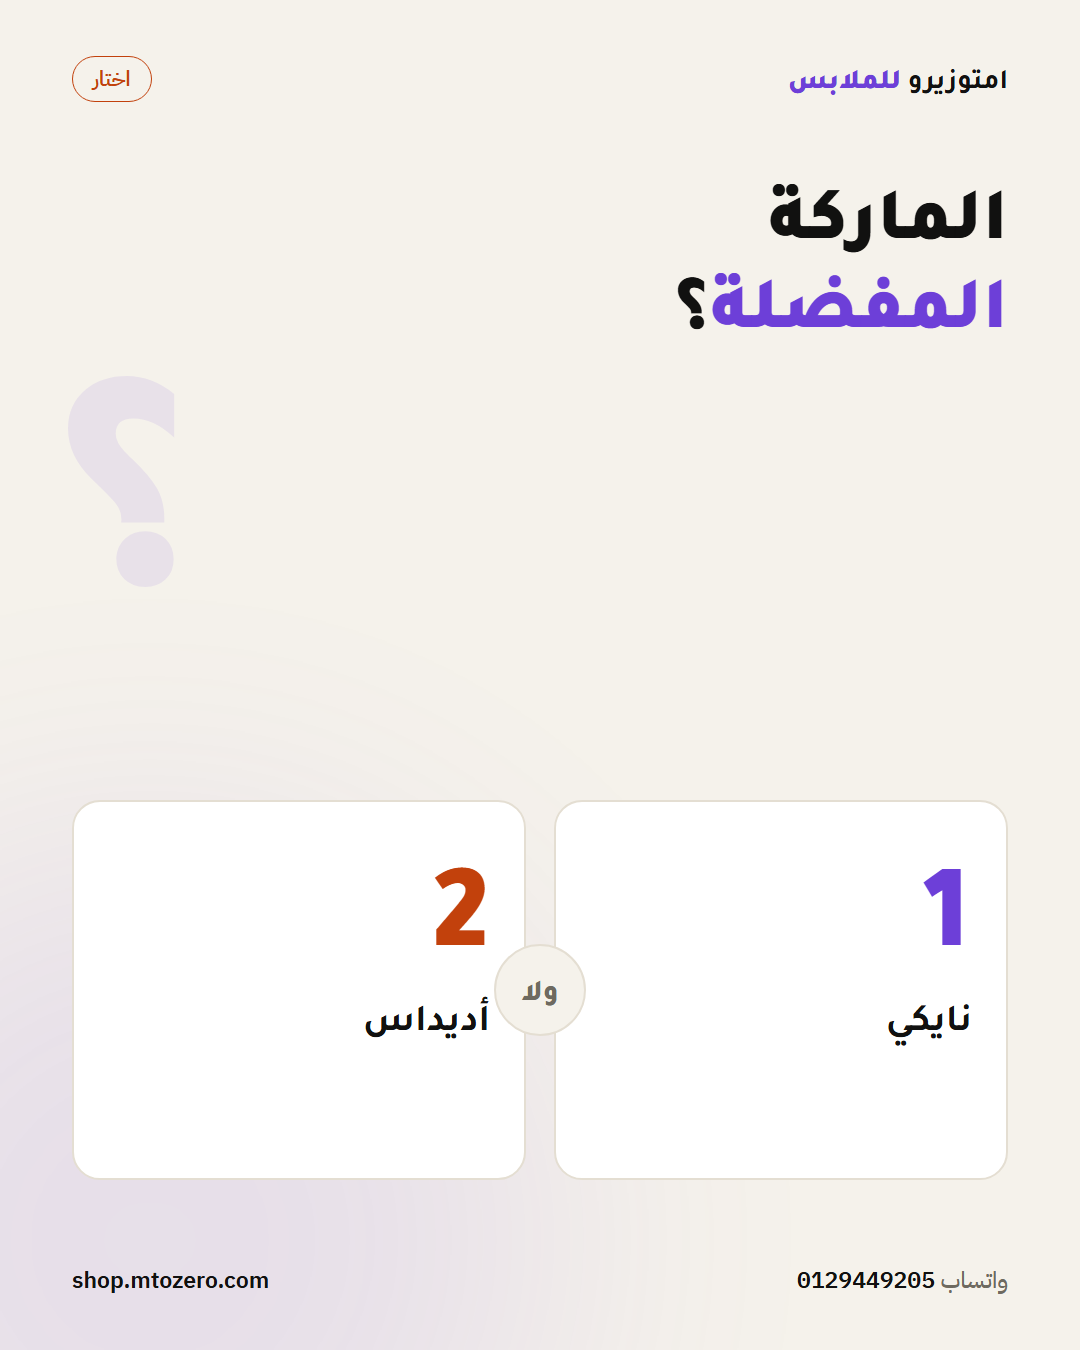 امتوزيرو للملابس
اختار
الماركة
المفضلة؟
؟
1
نايكي
ولا
2
أديداس
واتساب 0129449205
shop.mtozero.com